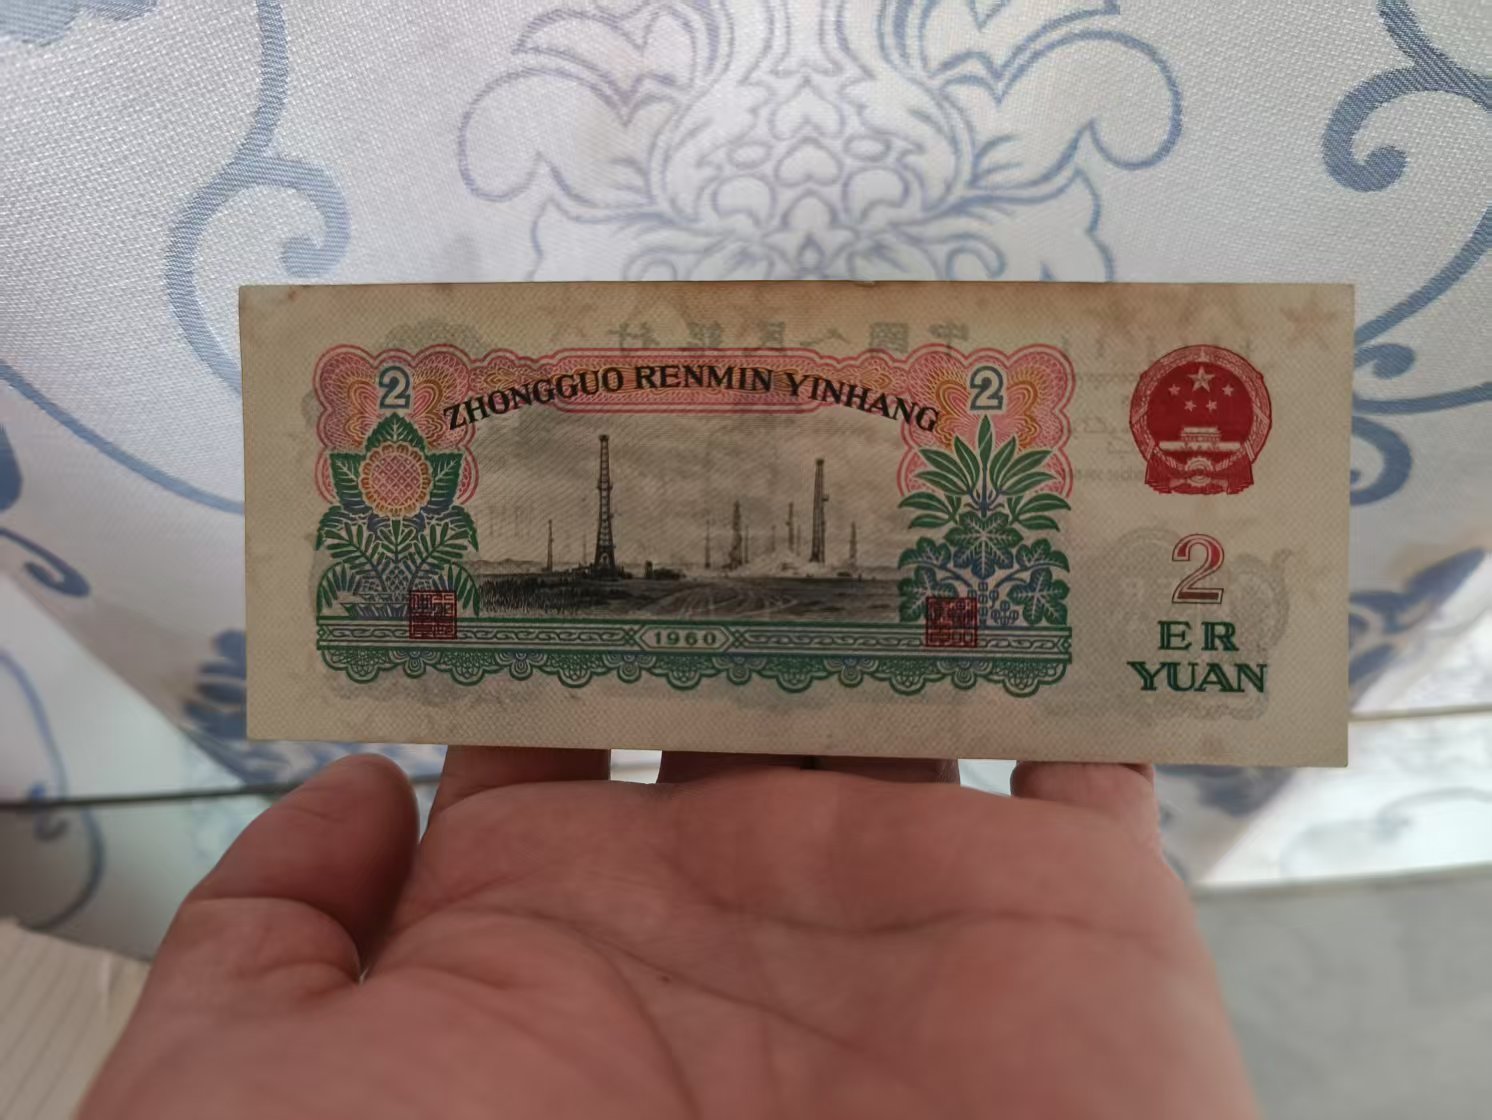 2
ZHONGGUO RENMIN YINHANG
2
1960
2
ER
YUAN